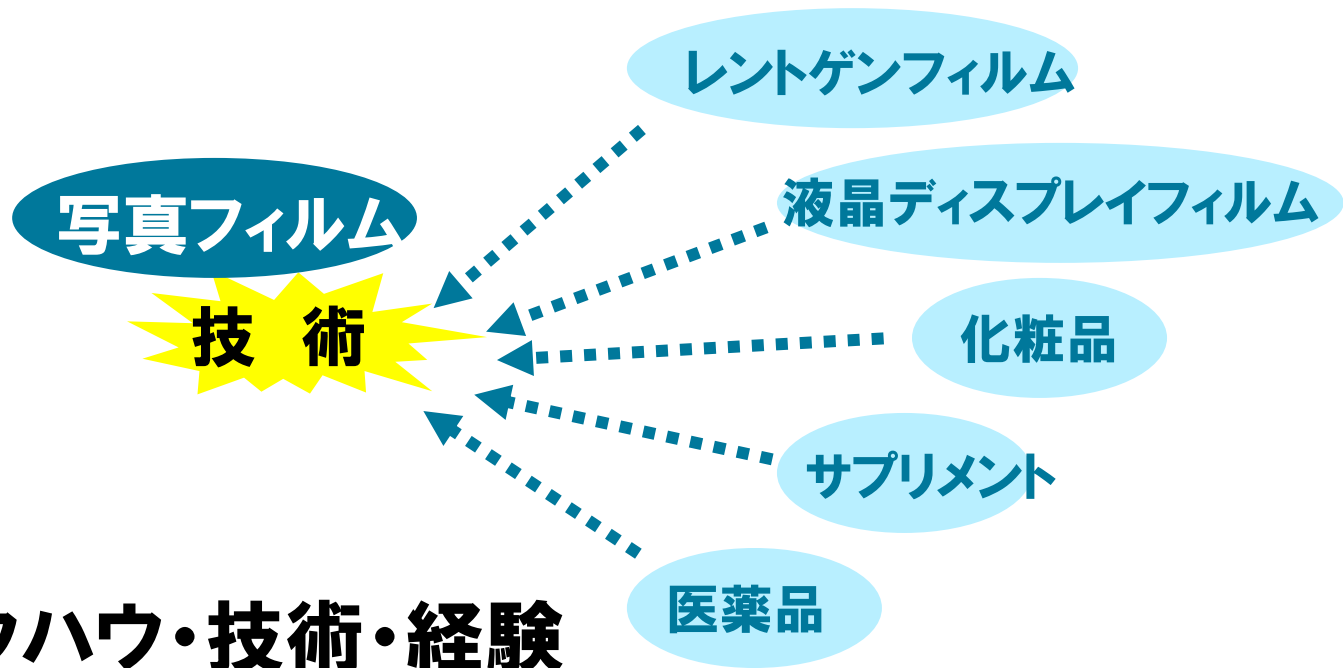 レントゲンフィルム
液晶ディスプレイフィルム
写真フィルム
技 術
化粧品
サプリメント
医薬品
ハウ・技術・経験